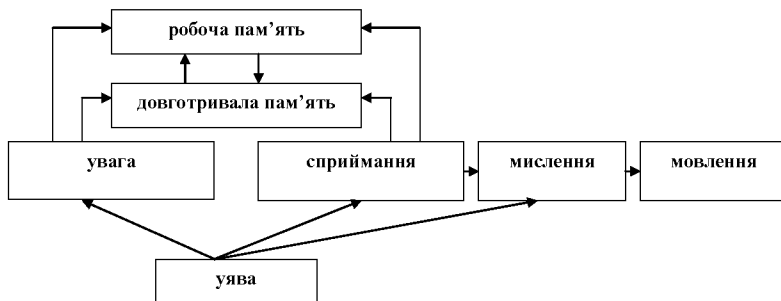 робоча пам’ять
довготривала пам’ять
увага
сприймання
мислення
мовлення
уява